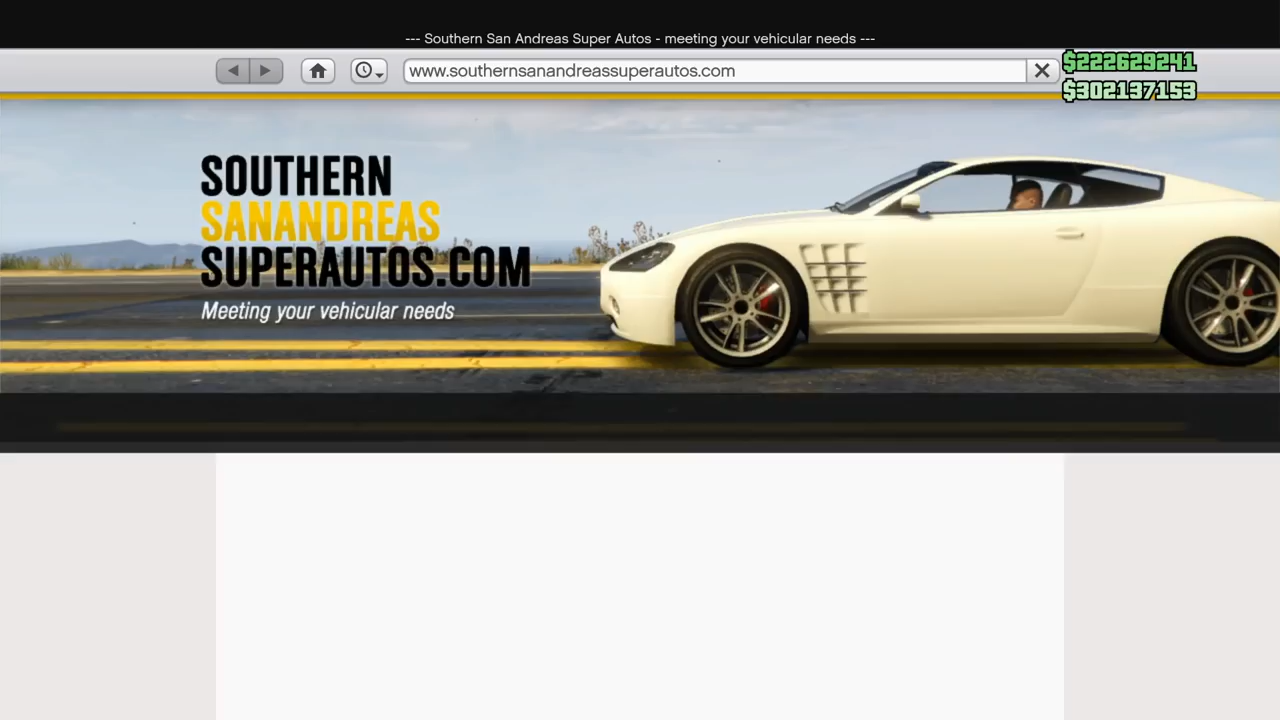 --- Southern San Andreas Super Autos - meeting your vehicular needs ---
www.southernsanandreassuperautos.com
$222629241
$302137153
SOUTHERN
SANANDREAS
SUPERAUTOS.COM
Meeting your vehicular needs